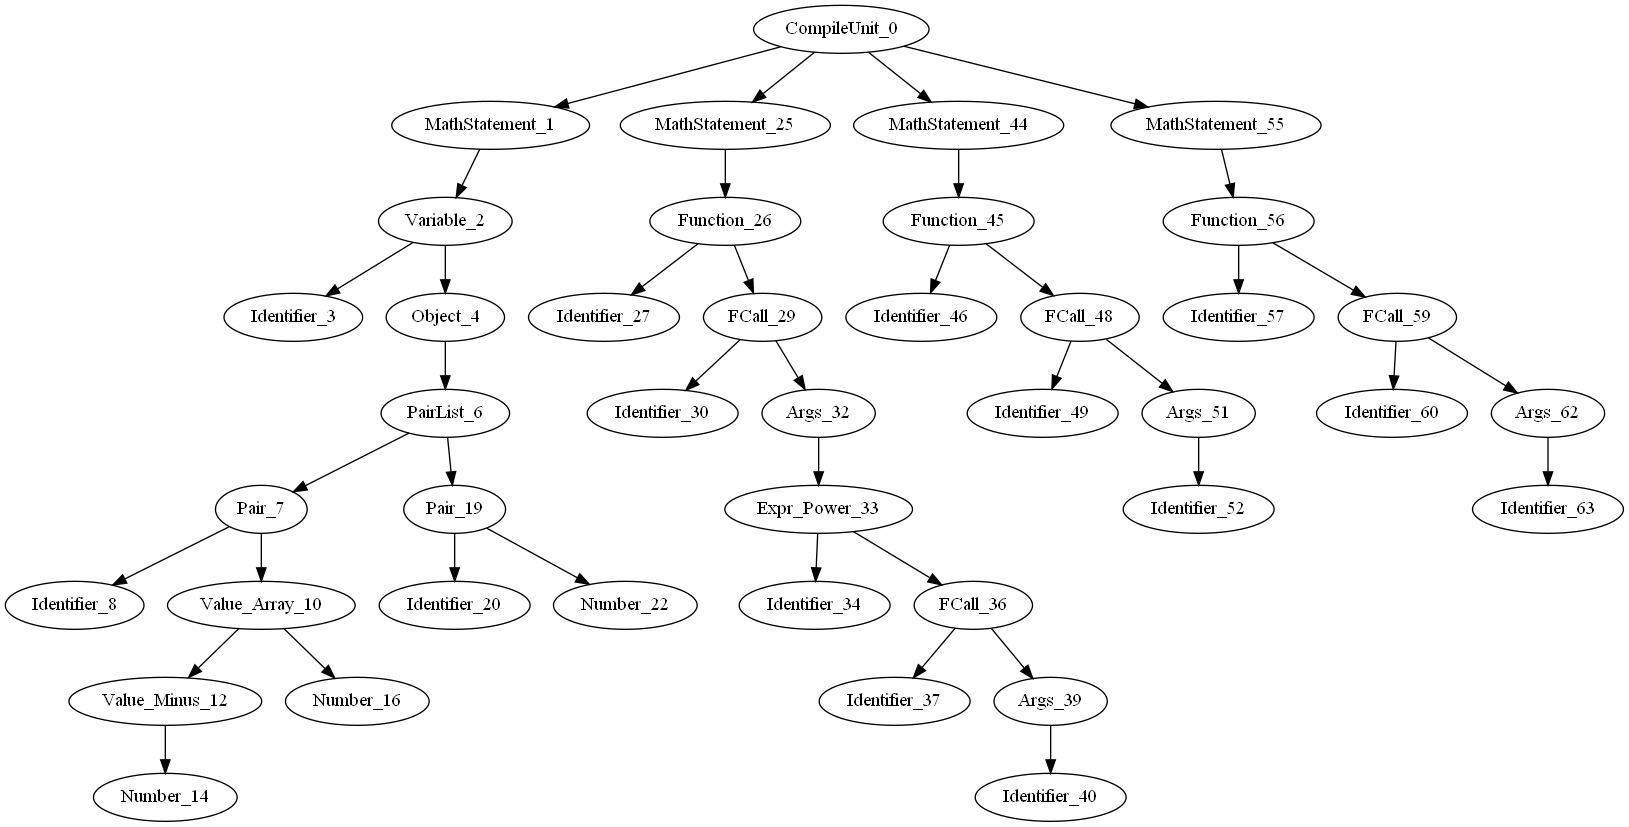 CompileUnit_0
MathStatement_1
MathStatement_25
MathStatement_44
MathStatement_55
Variable_2
Function_26
Function_45
Function_56
Identifier_3
Object_4
Identifier_27
FCall_29
Identifier_46
FCall_48
Identifier_57
FCall_59
PairList_6
Identifier_30
Args_32
Identifier_49
Args_51
Identifier_60
Args_62
Pair_7
Pair_19
Expr_Power_33
Identifier_52
Identifier_63
Identifier_8
Value_Array_10
Identifier_20
Number_22
Identifier_34
FCall_36
Value_Minus_12
Number_16
Identifier_37
Args_39
Number_14
Identifier_40